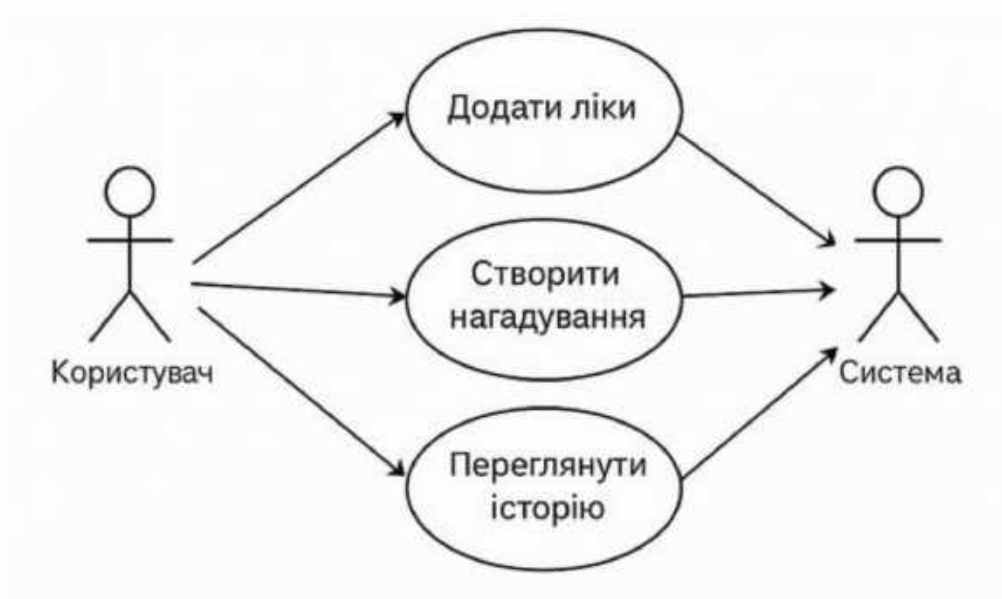 Додати ліки
Створити
нагадування
Користувач
Система
Переглянути
історію